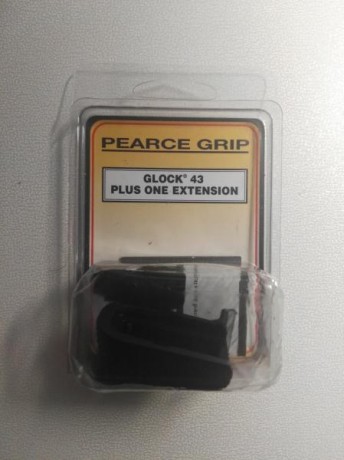 PEARCE GRIP
GLOCK® 43
PLUS ONE EXTENSION